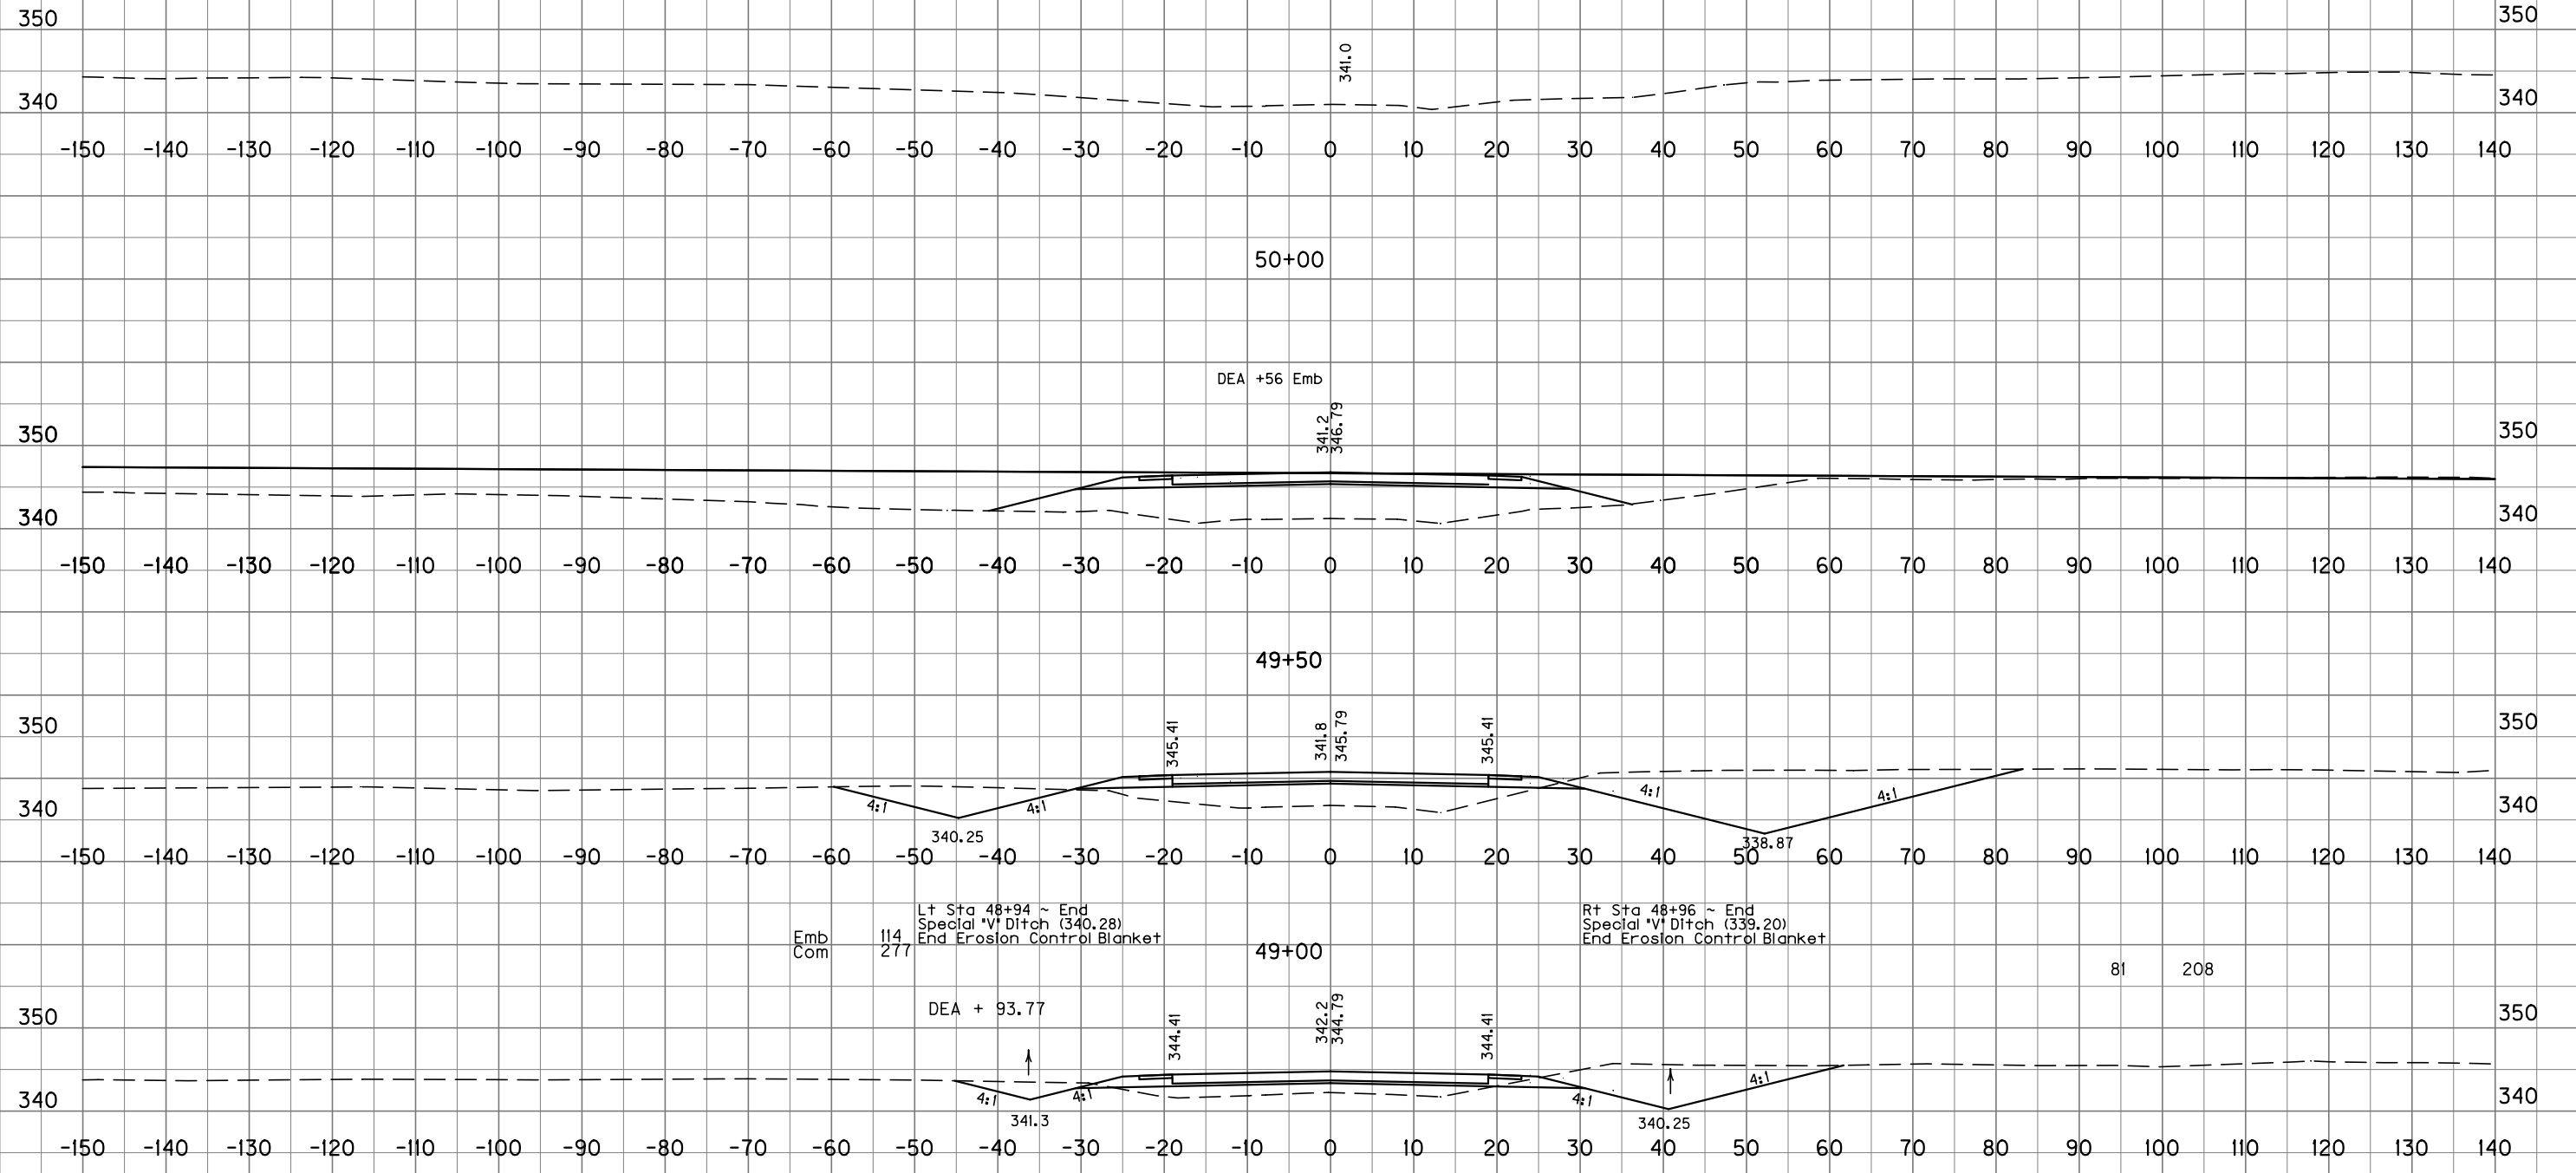 350 350
341.0
340 340
-150 -140 -130 -120 -110 -100 -90 -80 -70 -60 -50 -40 -30 -20 -10 0 10 20 30 40 50 60 70 80 90 100 110 120 130 140
50+00
DEA +56 Emb
341.2
346.79
350 350
340 340
-150 -140 -130 -120 -110 -100 -90 -80 -70 -60 -50 -40 -30 -20 -10 0 10 20 30 40 50 60 70 80 90 100 110 120 130 140
49+50
350 345.41 341.8 345.79 345.41 350
4:1 4:1 4:1 4:1
340 340
340.25 338.87
-150 -140 -130 -120 -110 -100 -90 -80 -70 -60 -50 -40 -30 -20 -10 0 10 20 30 40 50 60 70 80 90 100 110 120 130 140
Lt Sta 48+94 ~ End
Special "V" Ditch (340.28)
End Erosion Control Blanket
Rt Sta 48+96 ~ End
Special "V" Ditch (339.20)
End Erosion Control Blanket
Emb 114
Com 277
49+00
81 208
DEA + 93.77
350 344.41 342.2 344.79 344.41 350
4:1 4:1 4:1 4:1
340 340
341.3 340.25
-150 -140 -130 -120 -110 -100 -90 -80 -70 -60 -50 -40 -30 -20 -10 0 10 20 30 40 50 60 70 80 90 100 110 120 130 140